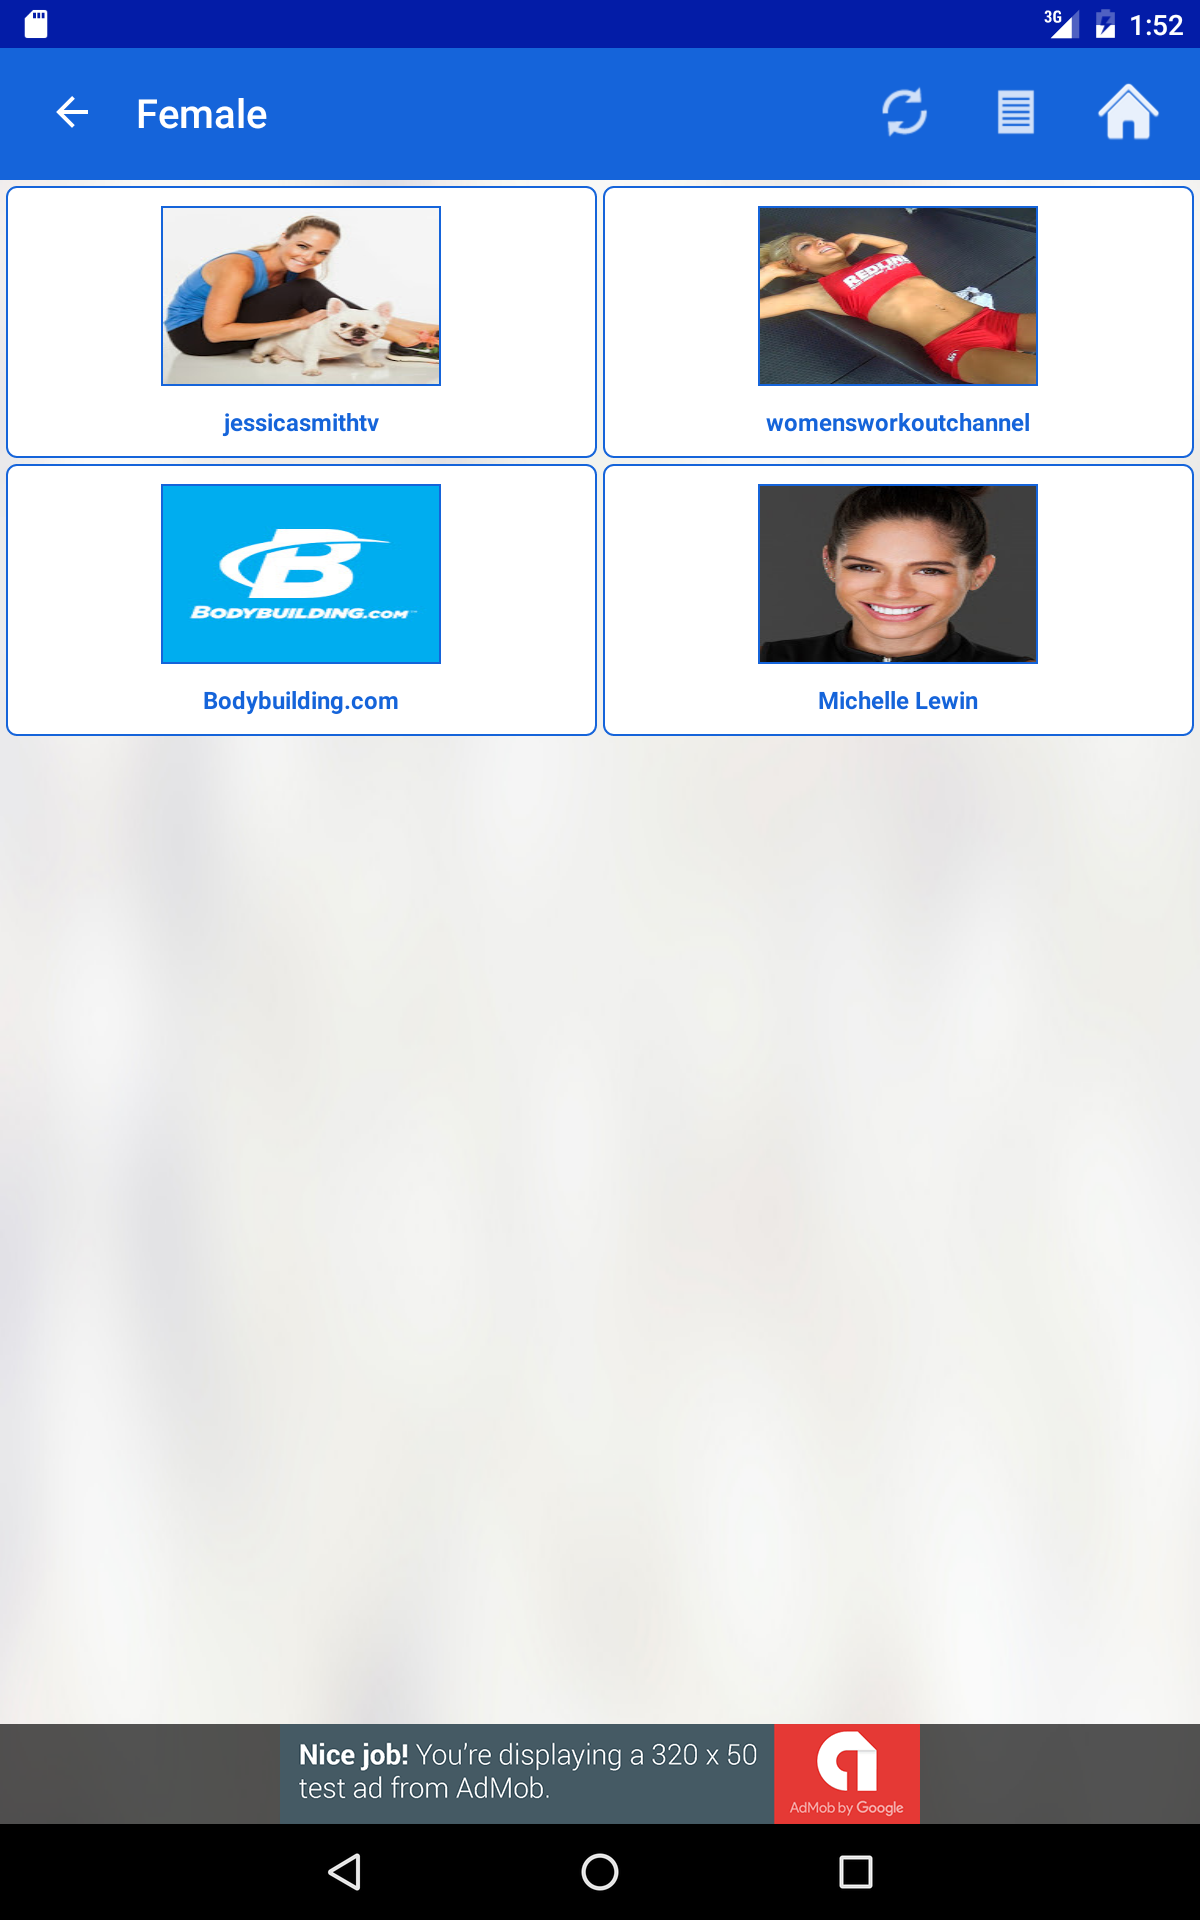 3G 1:52
Female
REDLINE
jessicasmithtv
womensworkoutchannel
BODYBUILDING.COM
Bodybuilding.com
Michelle Lewin
Nice job! You're displaying a 320 x 50
test ad from AdMob.
AdMob by Google